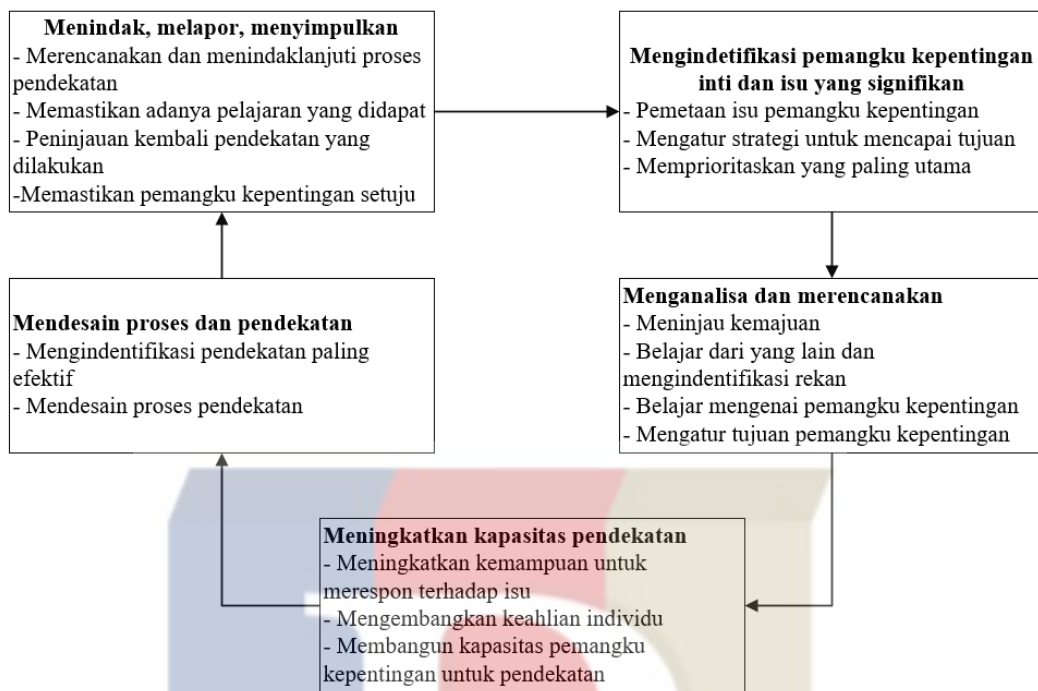 Menindak, melapor, menyimpulkan
- Merencanakan dan menindaklanjuti proses
pendekatan
- Memastikan adanya pelajaran yang didapat
- Peninjauan kembali pendekatan yang
dilakukan
-Memastikan pemangku kepentingan setuju
Mengindetifikasi pemangku kepentingan
inti dan isu yang signifikan
- Pemetaan isu pemangku kepentingan
- Mengatur strategi untuk mencapai tujuan
- Memprioritaskan yang paling utama
Menganalisa dan merencanakan
- Meninjau kemajuan
- Belajar dari yang lain dan
mengindentifikasi rekan
- Belajar mengenai pemangku kepentingan
- Mengatur tujuan pemangku kepentingan
Meningkatkan kapasitas pendekatan
- Meningkatkan kemampuan untuk
merespon terhadap isu
- Mengembangkan keahlian individu
- Membangun kapasitas pemangku
kepentingan untuk pendekatan
Mendesain proses dan pendekatan
- Mengindentifikasi pendekatan paling
efektif
- Mendesain proses pendekatan